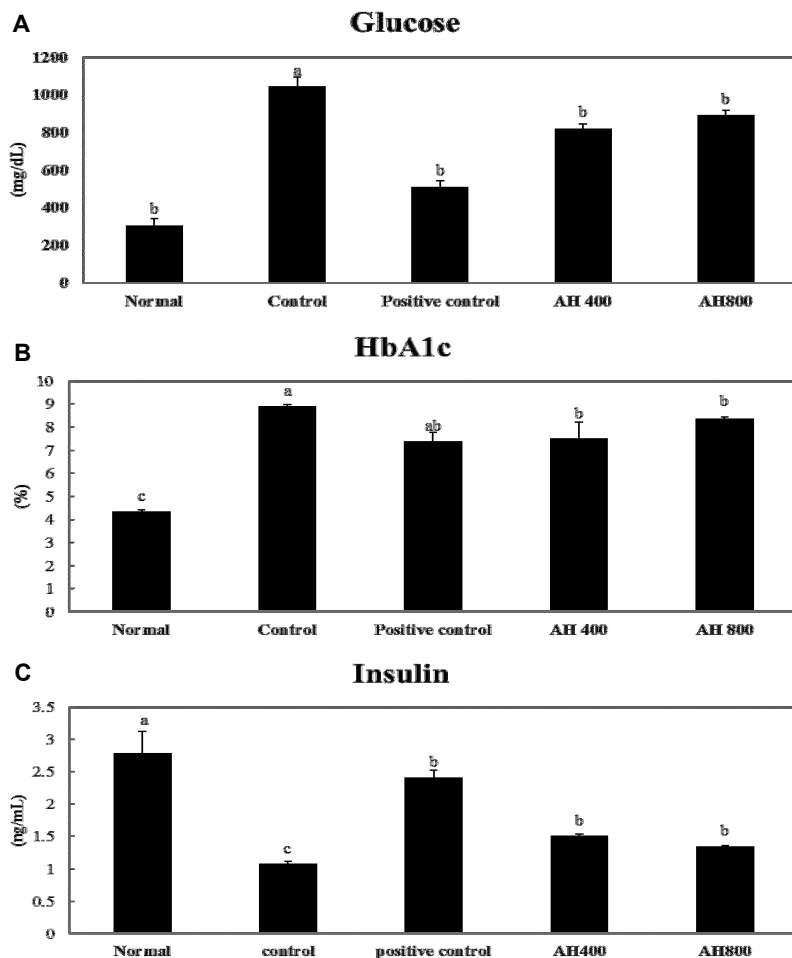 A
Glucose
1200
1000
800
600
400
200
0
(mg/dL)
b
a
b
b
b
Normal Control Positive control AH 400 AH800
B
HbA1c
10
9
8
7
6
5
4
3
2
1
0
(%)
c
a
ab
b
b
Normal Control Positive control AH 400 AH 800
C
Insulin
3.5
3
2.5
2
1.5
1
0.5
0
(ng/mL)
a
c
b
b
b
Normal control positive control AH400 AH800